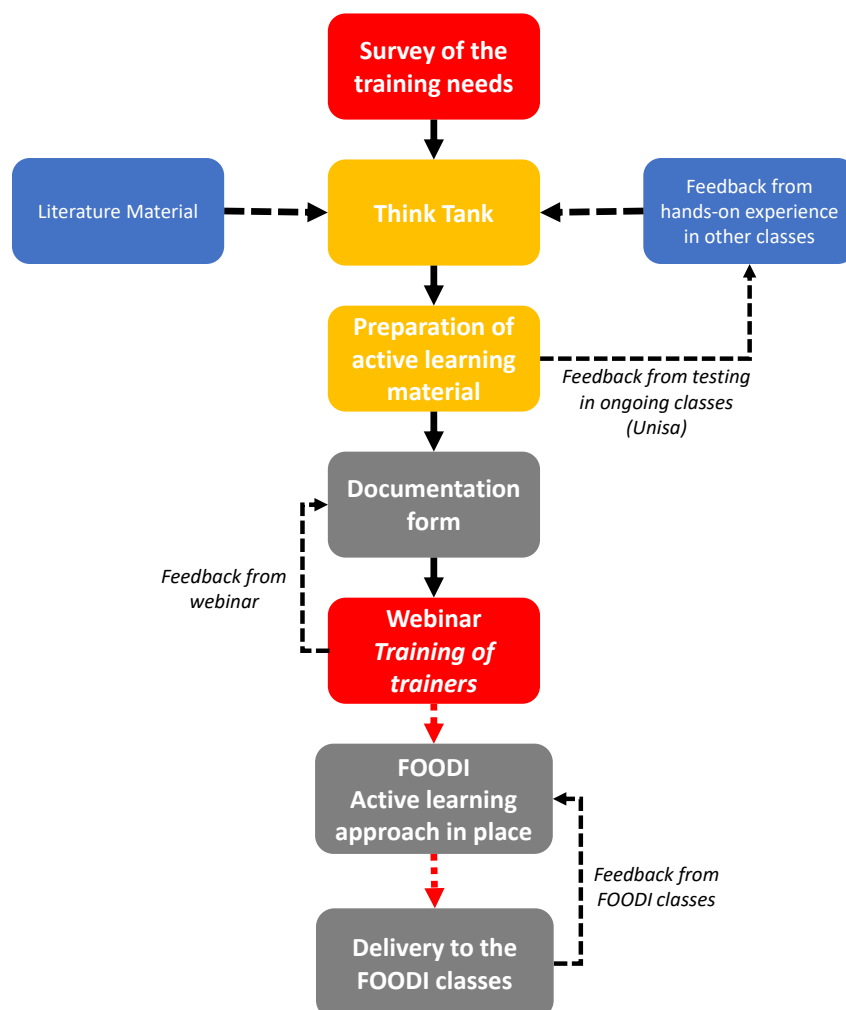 Survey of the
training needs
Literature Material
Think Tank
Feedback from
hands-on experience
in other classes
Preparation of
active learning
material
Feedback from testing
in ongoing classes
(Unisa)
Documentation
form
Feedback from
webinar
Webinar
Training of
trainers
FOODI
Active learning
approach in place
Feedback from
FOODI classes
Delivery to the
FOODI classes